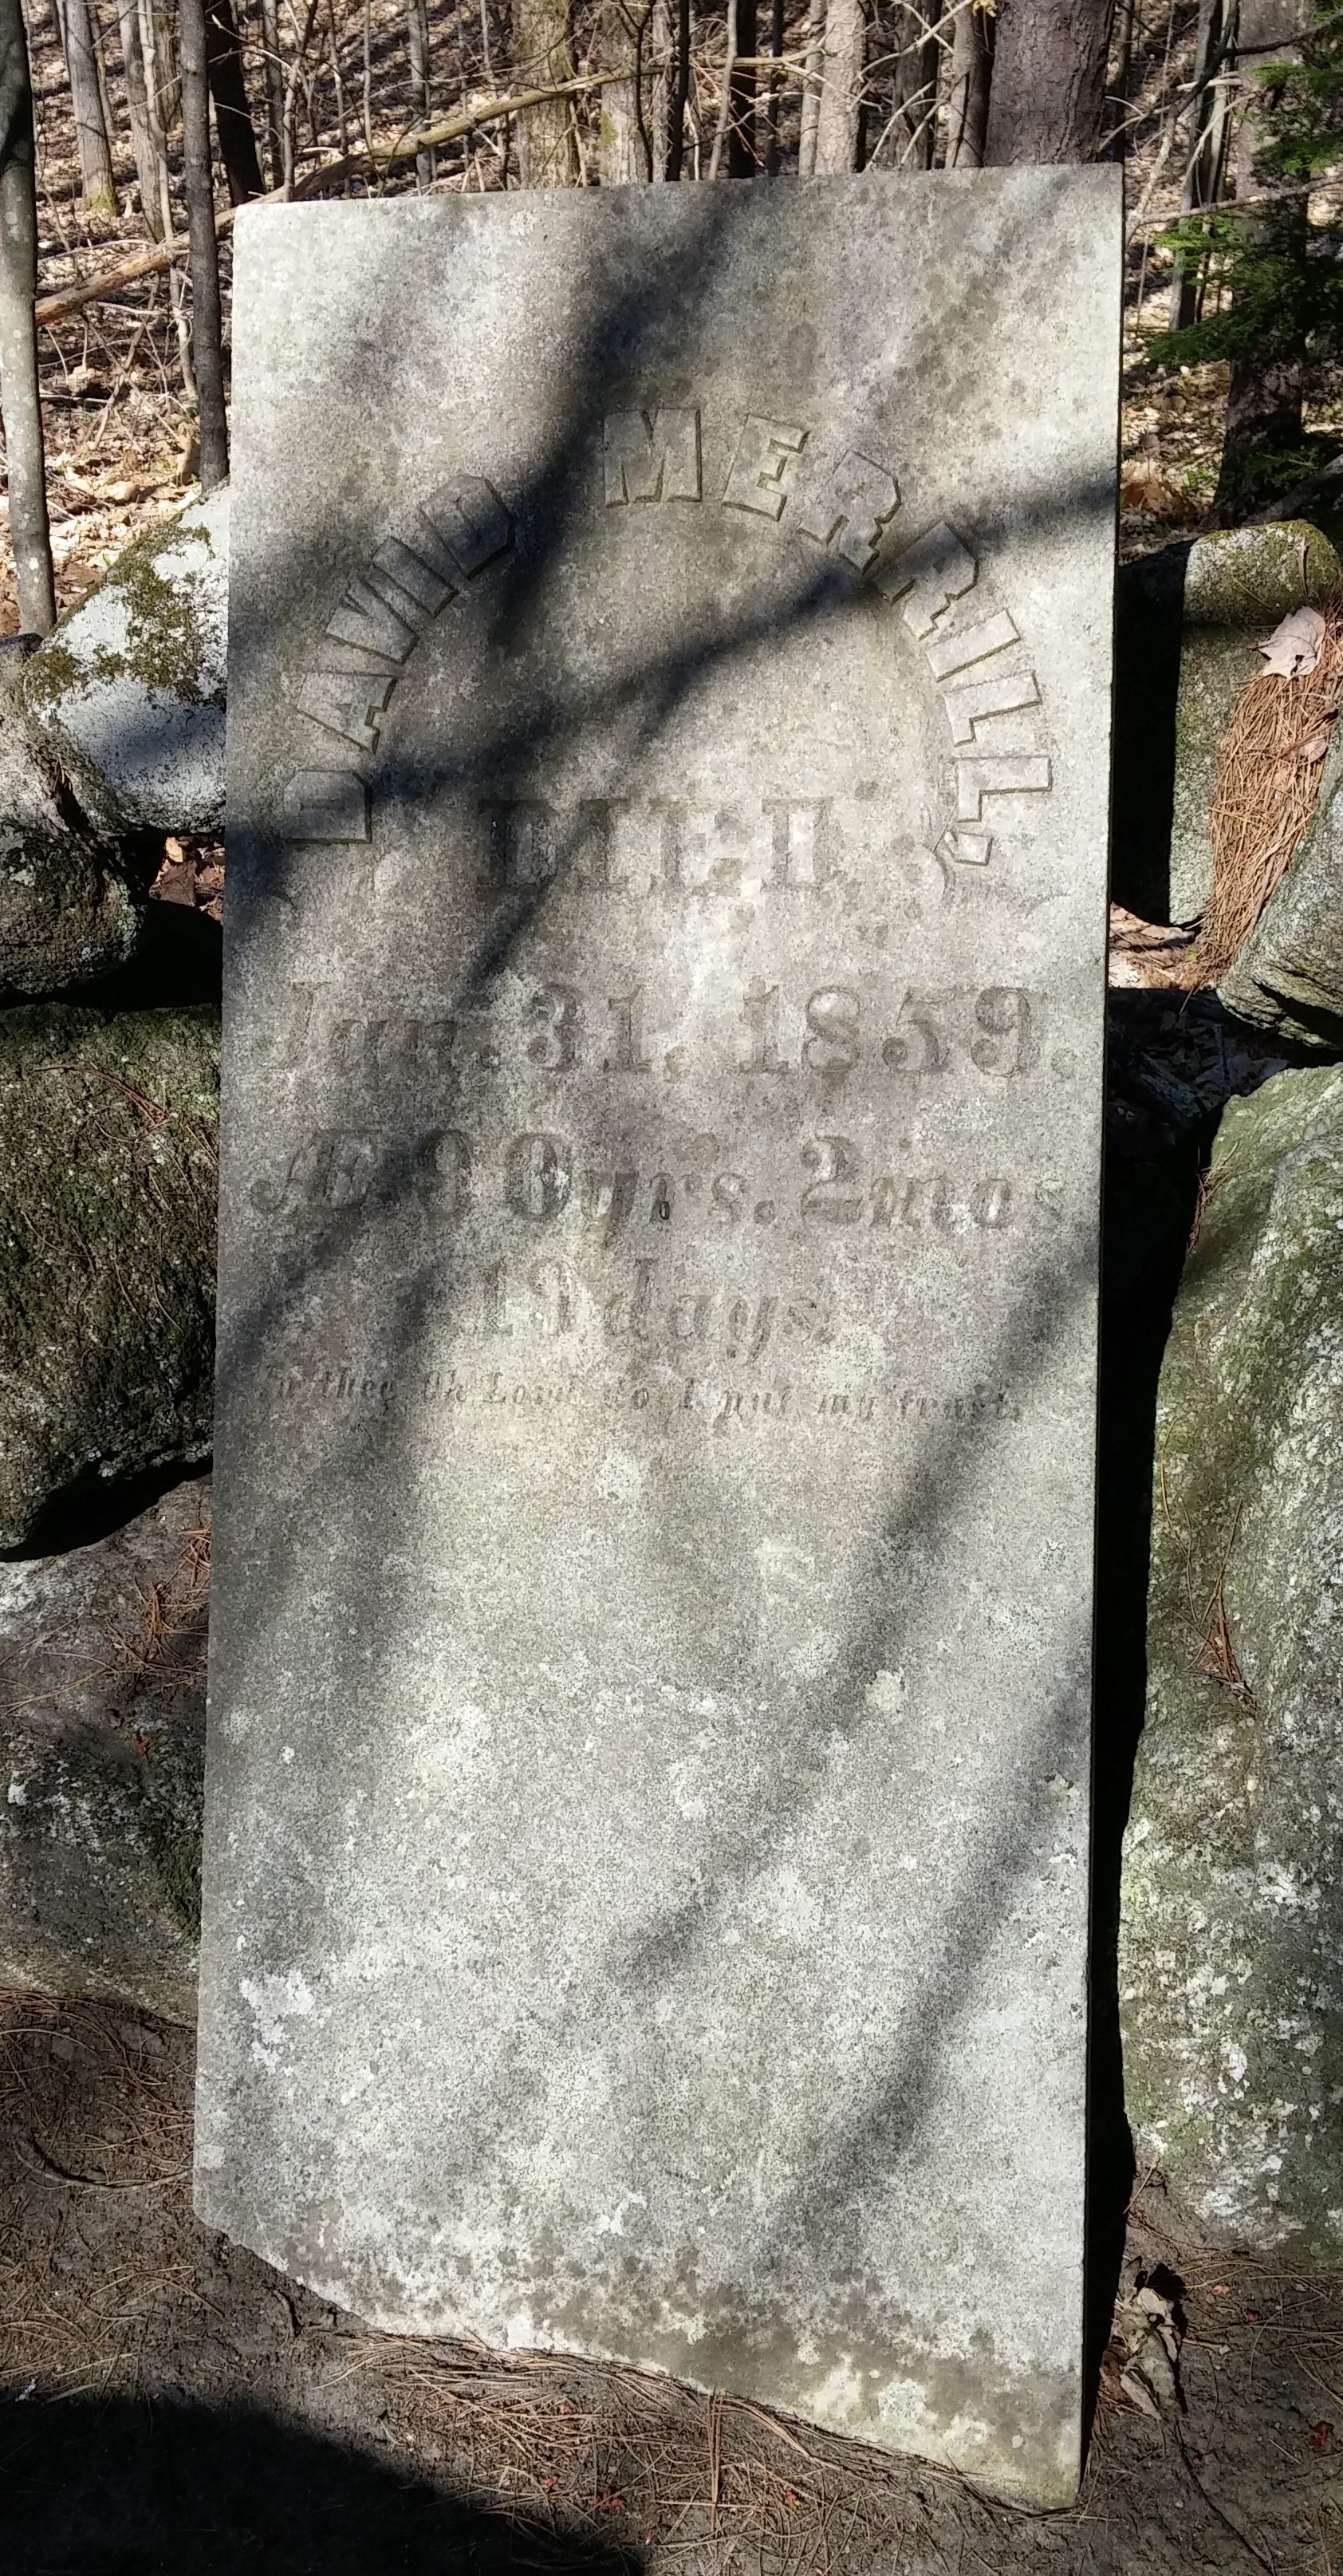 DAVID MERRILL,
DIED
Jan. 31, 1859.
Æ. 90 yrs. 2 mos
19 days.
In thee Oh Lord do I put my trust.